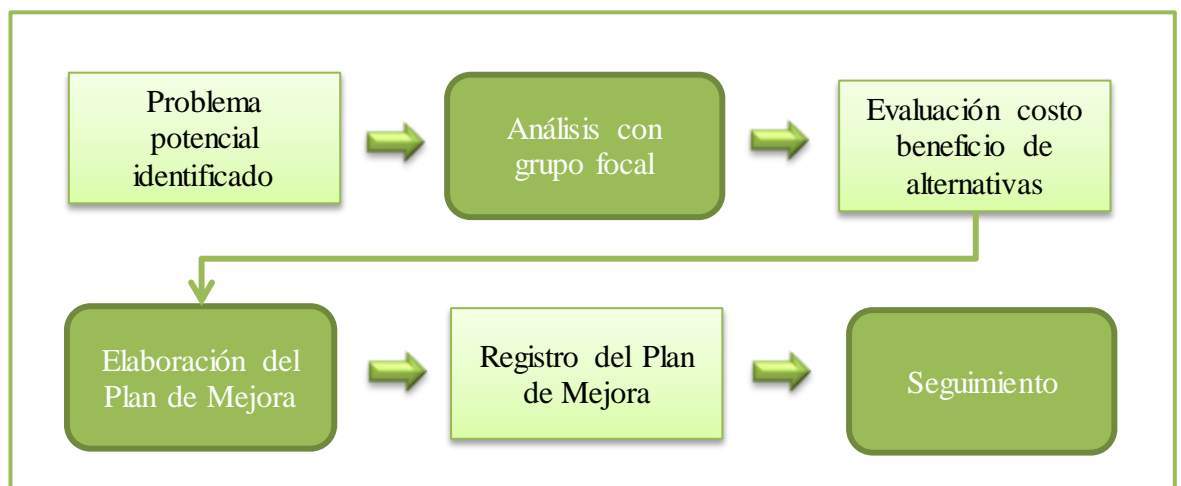 Problema
potencial
identificado
Análisis con
grupo focal
Evaluación costo
beneficio de
alternativas
Elaboración del
Plan de Mejora
Registro del Plan
de Mejora
Seguimiento